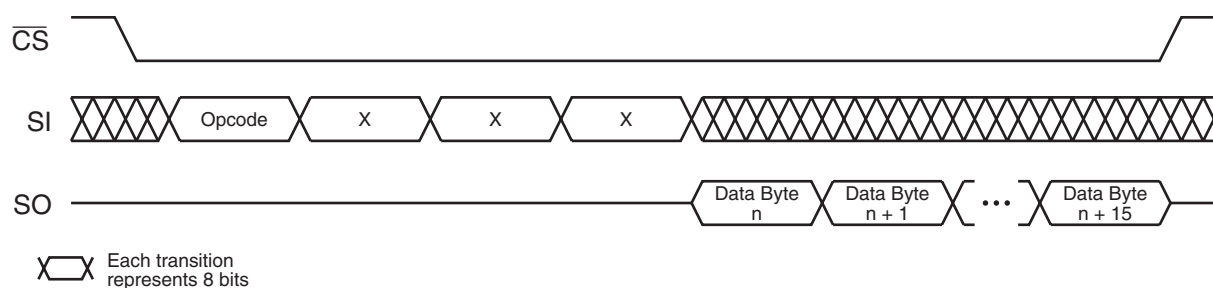 CS
SI
Opcode
X
X
X
SO
Data Byte
n
Data Byte
n + 1
•••
Data Byte
n + 15
Each transition
represents 8 bits